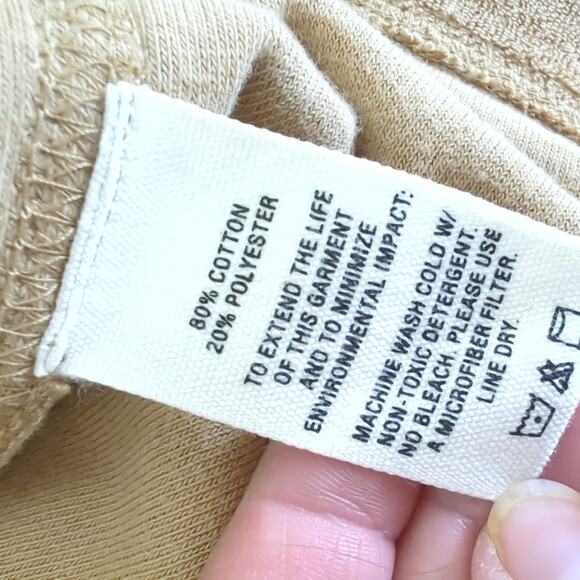 80% COTTON
20% POLYESTER
TO EXTEND THE LIFE
OF THIS GARMENT
AND TO MINIMIZE
ENVIRONMENTAL IMPACT:
MACHINE WASH COLD W/
NON-TOXIC DETERGENT.
NO BLEACH. PLEASE USE
A MICROFIBER FILTER.
LINE DRY.